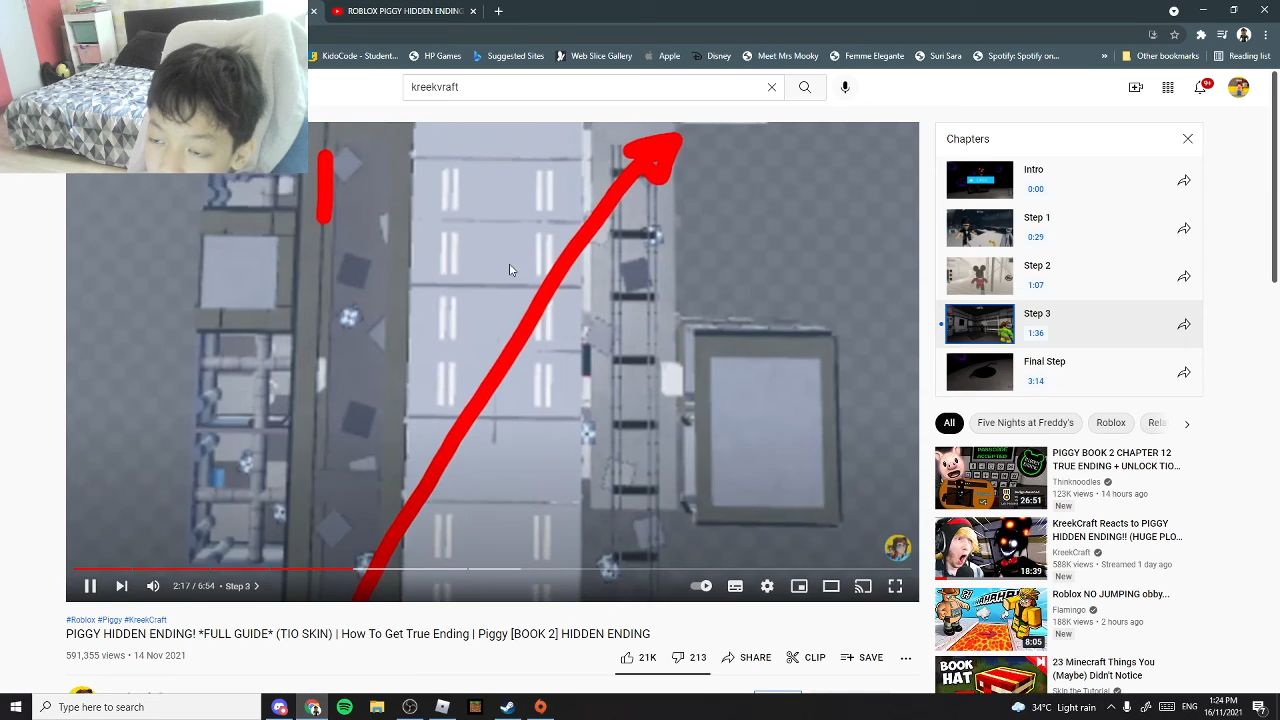 ROBLOX PIGGY HIDDEN ENDING
KidoCode - Student... HP Games Suggested Sites Web Slice Gallery Apple Disney Meet Mrs Mooky Femme Elegante Spotify on... » Other bookmarks Reading list
kreekvraft
9+
Chapters
Intro
0:00
Step 1
0:29
Step 2
1:07
Step 3
1:36
Final Step
3:14
All Five Nights at Freddy's Roblox Rela
PIGGY BOOK 2 CHAPTER 12
TRUE ENDING + UNLOCK TIO...
Thinknoodles
123K views • 14 hours ago
New
26:51
KreekCraft Reacts to PIGGY
HIDDEN ENDING!! (HUGE PLO...
KreekCraft
588K views • Streamed 1 day ago
New
18:39
Roblox NO JUMPING obby...
Flamingo
188K views • 2 hours ago
New
8:05
23 Minecraft Things You
(Maybe) Didn't Notice
Skip the Tutorial
BOOK
HAT
2:17 / 6:54 • Step 3
#Roblox #Piggy #KreekCraft
PIGGY HIDDEN ENDING! *FULL GUIDE* (TIO SKIN) | How To Get True Ending | Piggy [BOOK 2] HIDDEN ENDING
591,355 views • 14 Nov 2021
21K SHARE CLIP SAVE
Type here to search
34°C Light rain
1:24 PM
16/11/2021